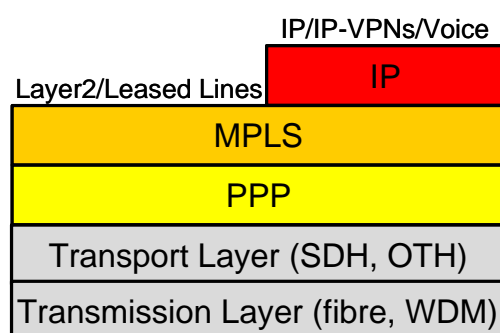 IP/IP-VPNs/Voice
IP
Layer2/Leased Lines
MPLS
PPP
Transport Layer (SDH, OTH)
Transmission Layer (fibre, WDM)